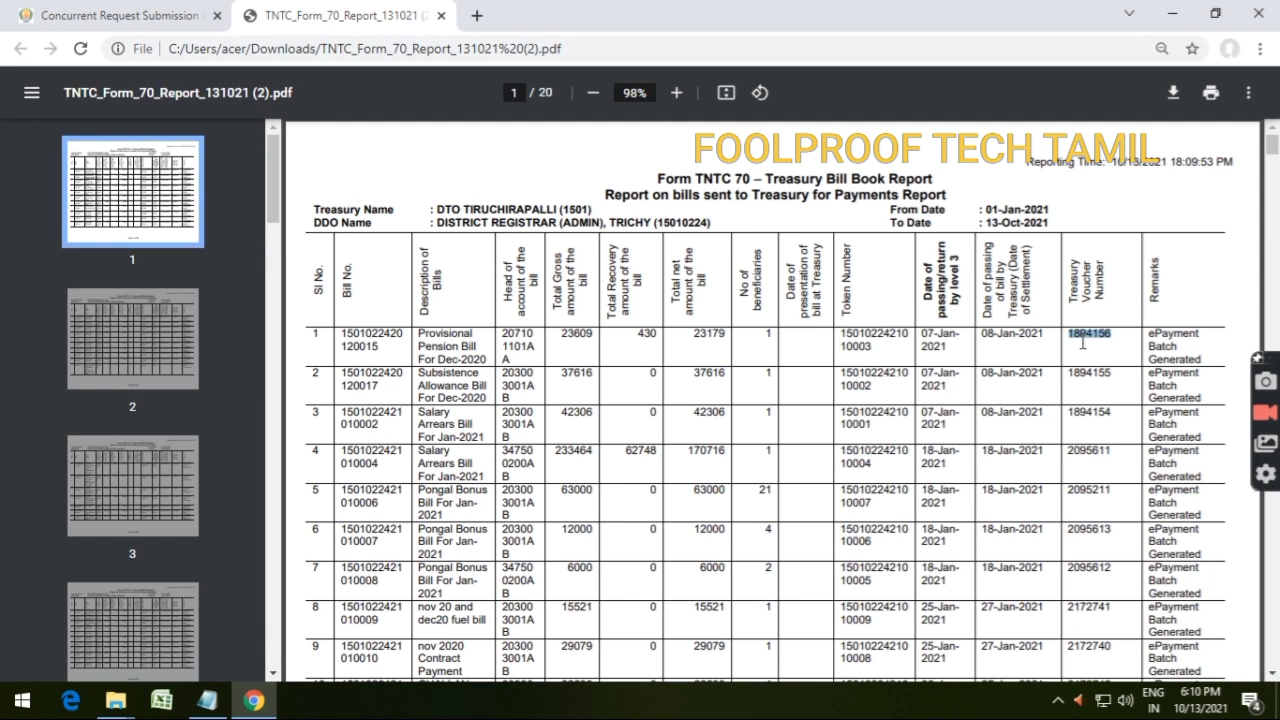 Concurrent Request Submission
TNTC_Form_70_Report_131021 (2
File
C:/Users/acer/Downloads/TNTC_Form_70_Report_131021%20(2).pdf
TNTC_Form_70_Report_131021 (2).pdf
1 / 20
98%
FOOLPROOF TECH TAMIL
Reporting Time: 10/13/2021 18:09:53 PM
Form TNTC 70 – Treasury Bill Book Report
Report on bills sent to Treasury for Payments Report
Treasury Name : DTO TIRUCHIRAPALLI (1501) From Date : 01-Jan-2021
DDO Name : DISTRICT REGISTRAR (ADMIN), TRICHY (15010224) To Date : 13-Oct-2021
Sl No.
Bill No.
Description of
Bills
Head of
account of the
bill
Total Gross
amount of the
bill
Total Recovery
amount of the
bill
Total net
amount of the
bill
No of
beneficiaries
Date of
presentation of
bill at Treasury
Token Number
Date of
passing/return
by level 3
Date of passing
of bill by
Treasury (Date
of Settlement)
Treasury
Voucher
Number
Remarks
1 1501022420 Provisional 20710 23609 430 23179 1 15010224210 07-Jan- 08-Jan-2021 1894156 ePayment
120015 Pension Bill 1101A 10003 2021 Batch
For Dec-2020 A Generated
2 1501022420 Subsistence 20300 37616 0 37616 1 15010224210 07-Jan- 08-Jan-2021 1894155 ePayment
120017 Allowance Bill 3001A 10002 2021 Batch
For Dec-2020 B Generated
3 1501022421 Salary 20300 42306 0 42306 1 15010224210 07-Jan- 08-Jan-2021 1894154 ePayment
010002 Arrears Bill 3001A 10001 2021 Batch
For Jan-2021 B Generated
4 1501022421 Salary 34750 233464 62748 170716 1 15010224210 18-Jan- 18-Jan-2021 2095611 ePayment
010004 Arrears Bill 0200A 10004 2021 Batch
For Jan-2021 B Generated
5 1501022421 Pongal Bonus 20300 63000 0 63000 21 15010224210 18-Jan- 18-Jan-2021 2095211 ePayment
010006 Bill For Jan- 3001A 10007 2021 Batch
2021 B Generated
6 1501022421 Pongal Bonus 20300 12000 0 12000 4 15010224210 18-Jan- 18-Jan-2021 2095613 ePayment
010007 Bill For Jan- 3001A 10006 2021 Batch
2021 B Generated
7 1501022421 Pongal Bonus 34750 6000 0 6000 2 15010224210 18-Jan- 18-Jan-2021 2095612 ePayment
010008 Bill For Jan- 0200A 10005 2021 Batch
2021 B Generated
8 1501022421 nov 20 and 20300 15521 0 15521 1 15010224210 25-Jan- 27-Jan-2021 2172741 ePayment
010009 dec20 fuel bill 3001A 10009 2021 Batch
B Generated
9 1501022421 nov 2020 20300 29079 0 29079 1 15010224210 25-Jan- 27-Jan-2021 2172740 ePayment
010010 Contract 3001A 10008 2021 Batch
Payment B Generated
1
2
3
ENG
IN
6:10 PM
10/13/2021
4